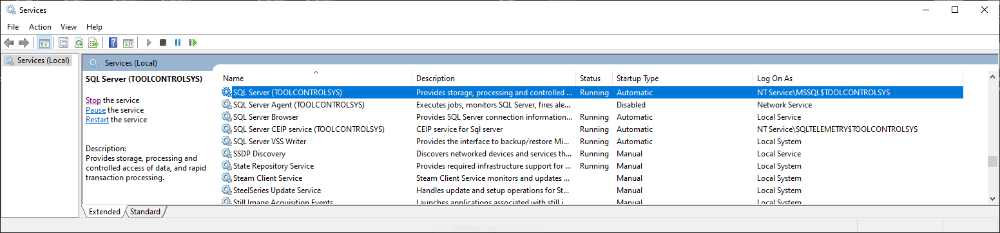 Services
File Action View Help
Services (Local)
Services (Local)
SQL Server (TOOLCONTROLSYS)
Stop the service
Pause the service
Restart the service
Description:
Provides storage, processing and
controlled access of data, and rapid
transaction processing.
Name Description Status Startup Type Log On As
SQL Server (TOOLCONTROLSYS) Provides storage, processing and controlled ... Running Automatic NT Service\MSSQL$TOOLCONTROLSYS
SQL Server Agent (TOOLCONTROLSYS) Executes jobs, monitors SQL Server, fires ale... Disabled Network Service
SQL Server Browser Provides SQL Server connection information... Running Automatic Local Service
SQL Server CEIP service (TOOLCONTROLSYS) CEIP service for Sql server Running Automatic NT Service\SQLTELEMETRY$TOOLCONTROLSYS
SQL Server VSS Writer Provides the interface to backup/restore Mi... Running Automatic Local System
SSDP Discovery Discovers networked devices and services th... Running Manual Local Service
State Repository Service Provides required infrastructure support for ... Running Manual Local System
Steam Client Service Steam Client Service monitors and updates ... Manual Local System
SteelSeries Update Service Handles update and setup operations for St... Manual Local System
Still Image Acquisition Events Launches applications associated with still i... Manual Local System
Extended Standard